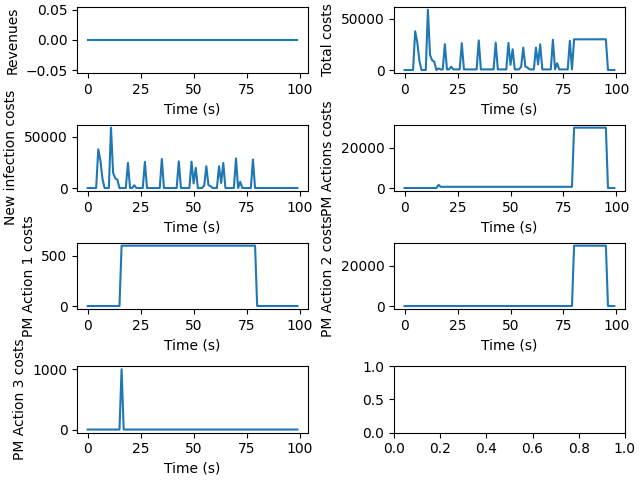 Revenues
0.05
0.00
−0.05
0 25 50 75 100
Time (s)
Total costs
50000
0
0 25 50 75 100
Time (s)
New infection costs
50000
0
0 25 50 75 100
Time (s)
PM Actions costs
20000
0
0 25 50 75 100
Time (s)
PM Action 1 costs
500
0
0 25 50 75 100
Time (s)
PM Action 2 costs
20000
0
0 25 50 75 100
Time (s)
PM Action 3 costs
1000
0
0 25 50 75 100
Time (s)
1.0
0.5
0.0
0.0 0.2 0.4 0.6 0.8 1.0